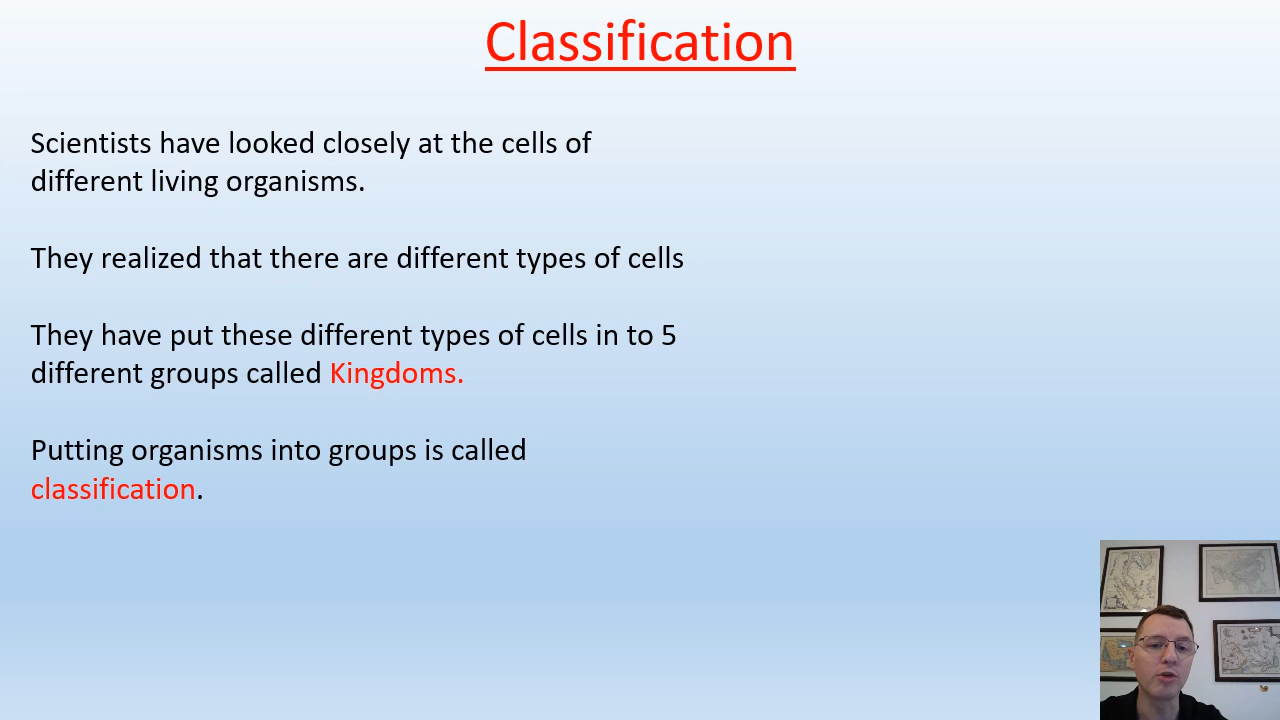 Classification
Scientists have looked closely at the cells of
different living organisms.
They realized that there are different types of cells
They have put these different types of cells in to 5
different groups called Kingdoms.
Putting organisms into groups is called
classification.